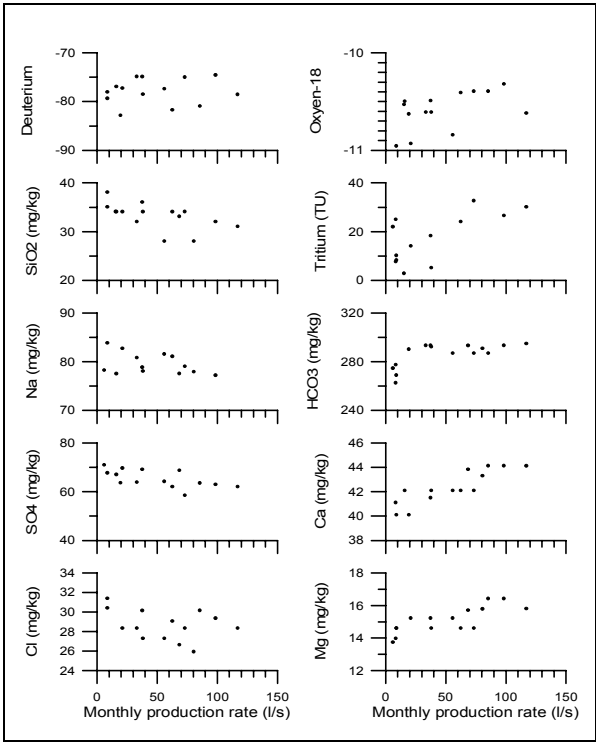 Deuterium
-70
-80
-90
Oxyen-18
-10
-11
SiO2 (mg/kg)
40
30
20
Tritium (TU)
40
20
0
Na (mg/kg)
90
80
70
HCO3 (mg/kg)
320
280
240
SO4 (mg/kg)
80
60
40
Ca (mg/kg)
46
44
42
40
38
Cl (mg/kg)
34
32
30
28
26
24
Mg (mg/kg)
18
16
14
12
0 50 100 150
Monthly production rate (l/s)
0 50 100 150
Monthly production rate (l/s)